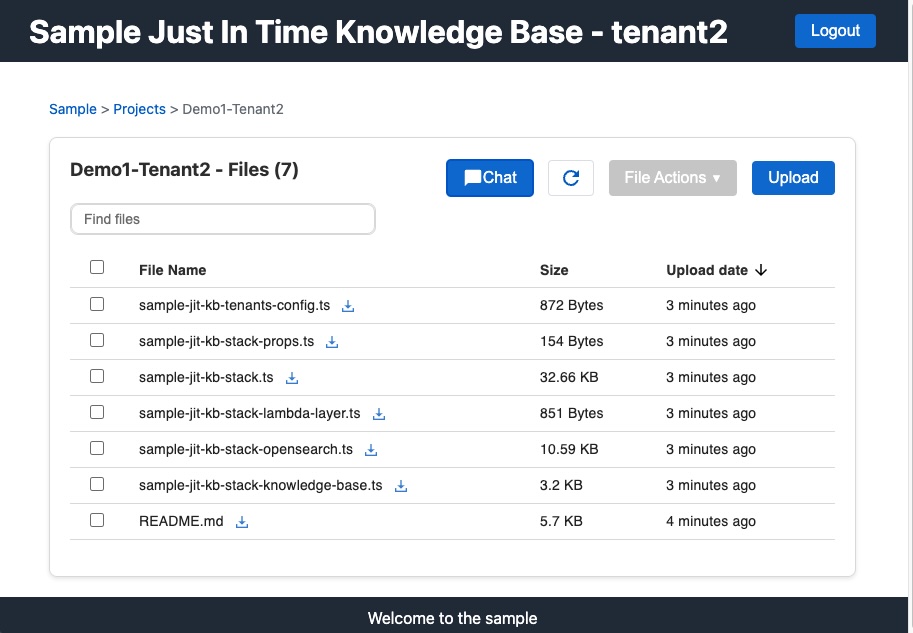 Sample Just In Time Knowledge Base - tenant2
Logout
Sample > Projects > Demo1-Tenant2
Demo1-Tenant2 - Files (7)
Chat
File Actions ▼
Upload
Find files
File Name Size Upload date ↓
sample-jit-kb-tenants-config.ts 872 Bytes 3 minutes ago
sample-jit-kb-stack-props.ts 154 Bytes 3 minutes ago
sample-jit-kb-stack.ts 32.66 KB 3 minutes ago
sample-jit-kb-stack-lambda-layer.ts 851 Bytes 3 minutes ago
sample-jit-kb-stack-opensearch.ts 10.59 KB 3 minutes ago
sample-jit-kb-stack-knowledge-base.ts 3.2 KB 3 minutes ago
README.md 5.7 KB 4 minutes ago
Welcome to the sample